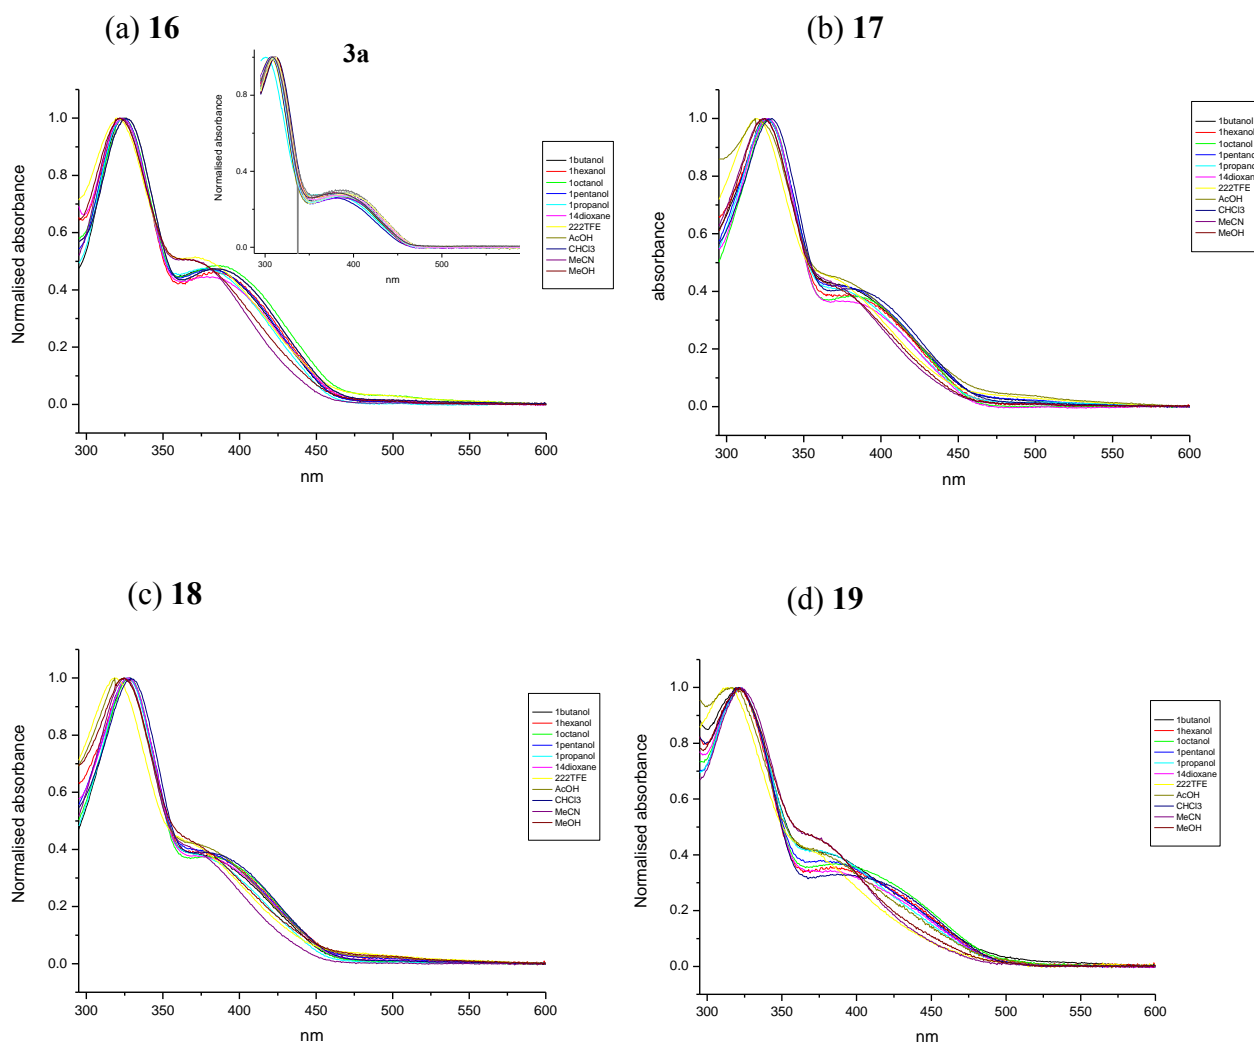 (a) 16
3a
Normalised absorbance
0.0
0.4
0.8
300
400
500
nm
Normalised absorbance
0.0
0.2
0.4
0.6
0.8
1.0
300
350
400
450
500
550
600
nm
1butanol
1hexanol
1octanol
1pentanol
1propanol
14dioxane
222TFE
AcOH
CHCl3
MeCN
MeOH
(b) 17
absorbance
0.0
0.2
0.4
0.6
0.8
1.0
300
350
400
450
500
550
600
nm
1butanol
1hexanol
1octanol
1pentanol
1propanol
14dioxane
222TFE
AcOH
CHCl3
MeCN
MeOH
(c) 18
Normalised absorbance
0.0
0.2
0.4
0.6
0.8
1.0
300
350
400
450
500
550
600
nm
1butanol
1hexanol
1octanol
1pentanol
1propanol
14dioxane
222TFE
AcOH
CHCl3
MeCN
MeOH
(d) 19
Normalised absorbance
0.0
0.2
0.4
0.6
0.8
1.0
300
350
400
450
500
550
600
nm
1butanol
1hexanol
1octanol
1pentanol
1propanol
14dioxane
222TFE
AcOH
CHCl3
MeCN
MeOH